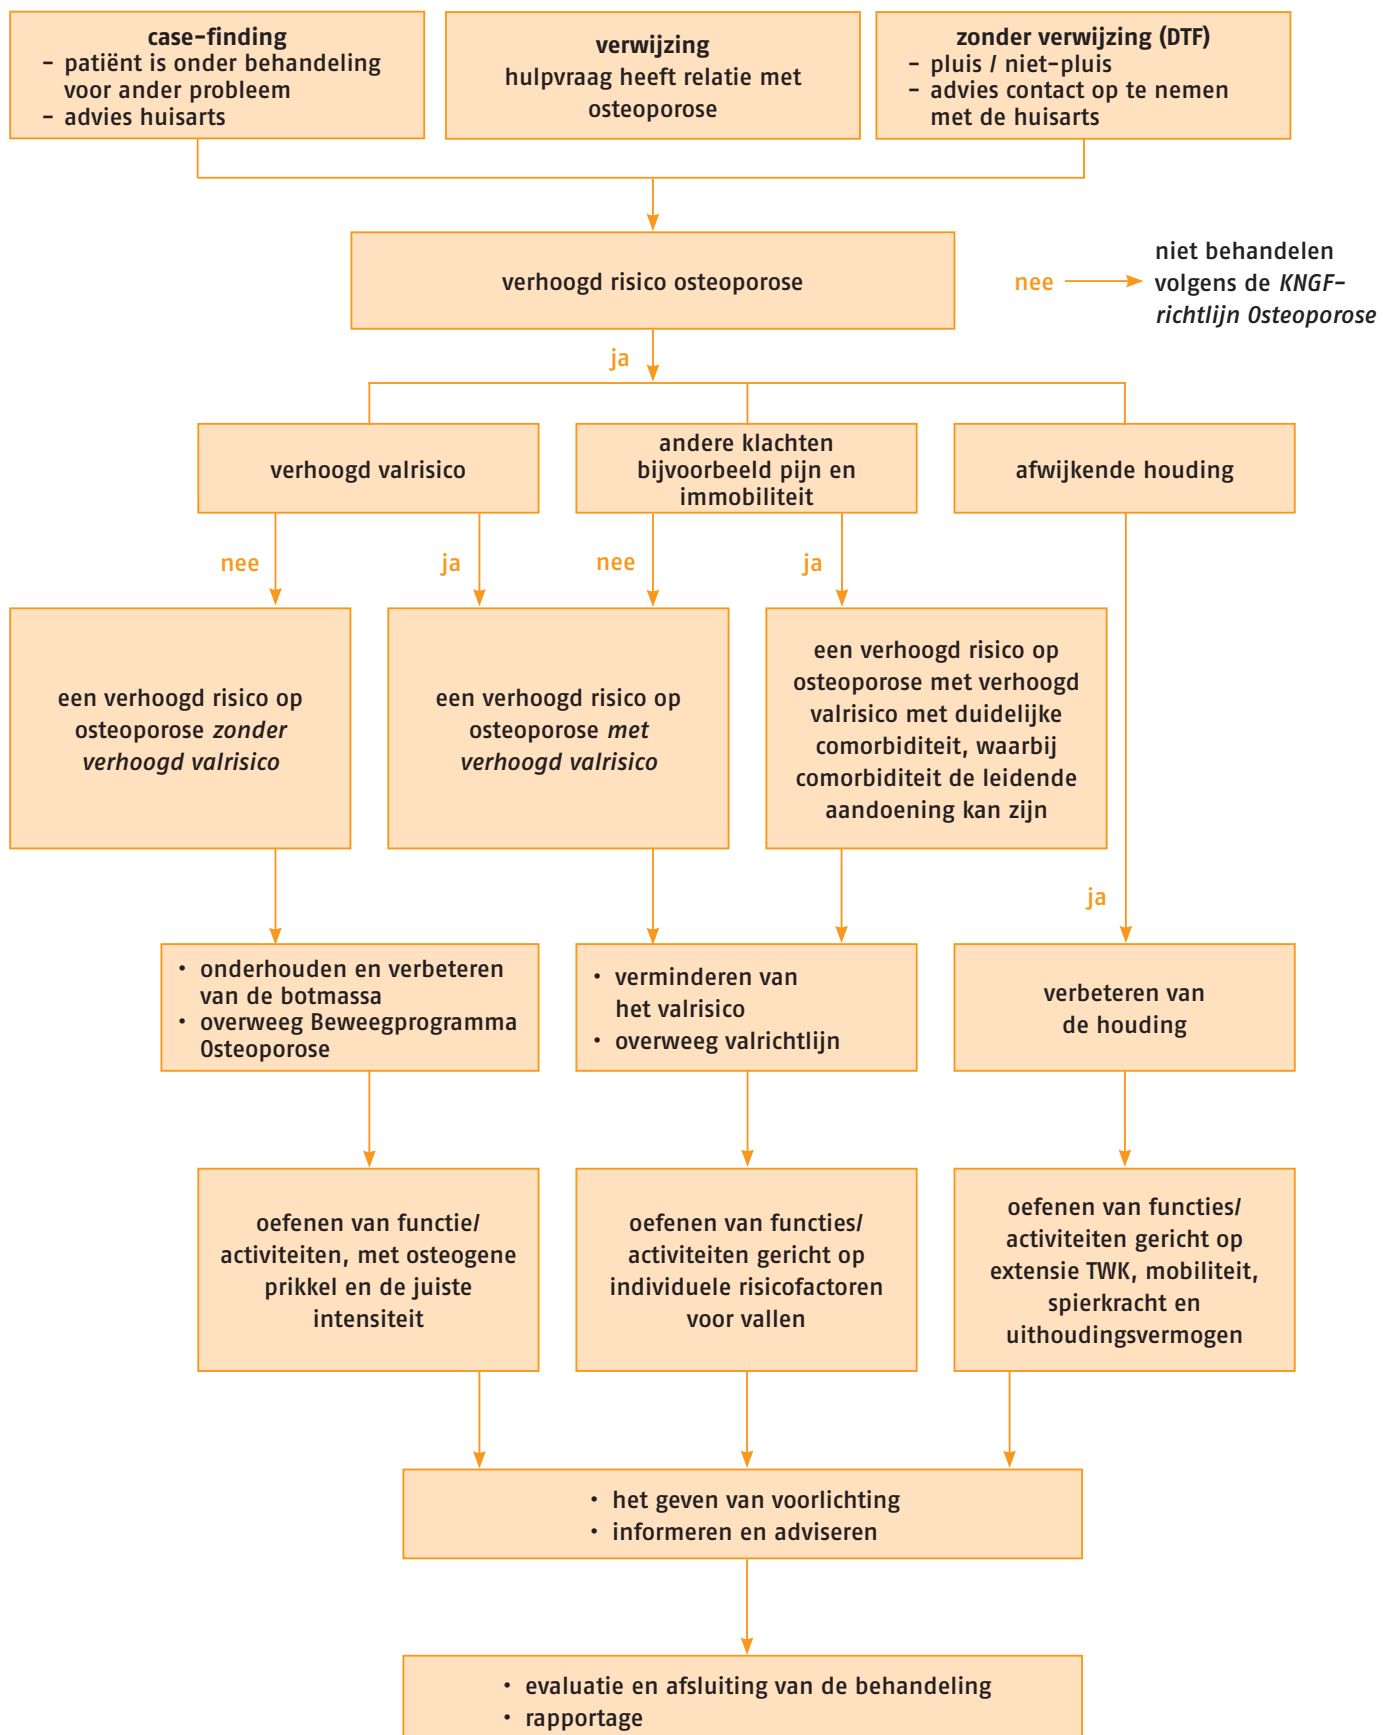 case-finding
- patiënt is onder behandeling
voor ander probleem
- advies huisarts
verwijzing
hulpvraag heeft relatie met
osteoporose
zonder verwijzing (DTF)
- pluis / niet-pluis
- advies contact op te nemen
met de huisarts
verhoogd risico osteoporose
nee
niet behandelen
volgens de KNGF-
richtlijn Osteoporose
ja
verhoogd valrisico
andere klachten
bijvoorbeeld pijn en
immobiliteit
afwijkende houding
nee
ja
nee
ja
een verhoogd risico op
osteoporose zonder
verhoogd valrisico
een verhoogd risico op
osteoporose met
verhoogd valrisico
een verhoogd risico op
osteoporose met verhoogd
valrisico met duidelijke
comorbiditeit, waarbij
comorbiditeit de leidende
aandoening kan zijn
ja
• onderhouden en verbeteren
van de botmassa
• overweeg Beweegprogramma
Osteoporose
• verminderen van
het valrisico
• overweeg valrichtlijn
verbeteren van
de houding
oefenen van functie/
activiteiten, met osteogene
prikkel en de juiste
intensiteit
oefenen van functies/
activiteiten gericht op
individuele risicofactoren
voor vallen
oefenen van functies/
activiteiten gericht op
extensie TWK, mobiliteit,
spierkracht en
uithoudingsvermogen
• het geven van voorlichting
• informeren en adviseren
• evaluatie en afsluiting van de behandeling
• rapportage